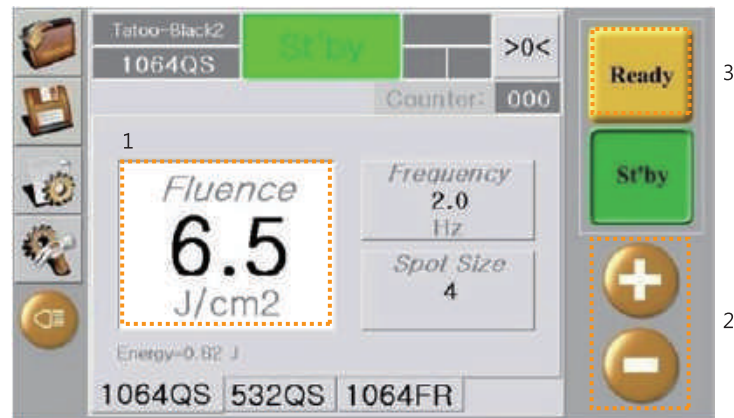 Tatoo-Black2
1064QS
St'by
>0<
Counter: 000
Ready
3
1
Fluence
6.5
J/cm2
Frequency
2.0
Hz
St'by
Spot Size
4
2
Energy=0.82 J
1064QS 532QS 1064FR